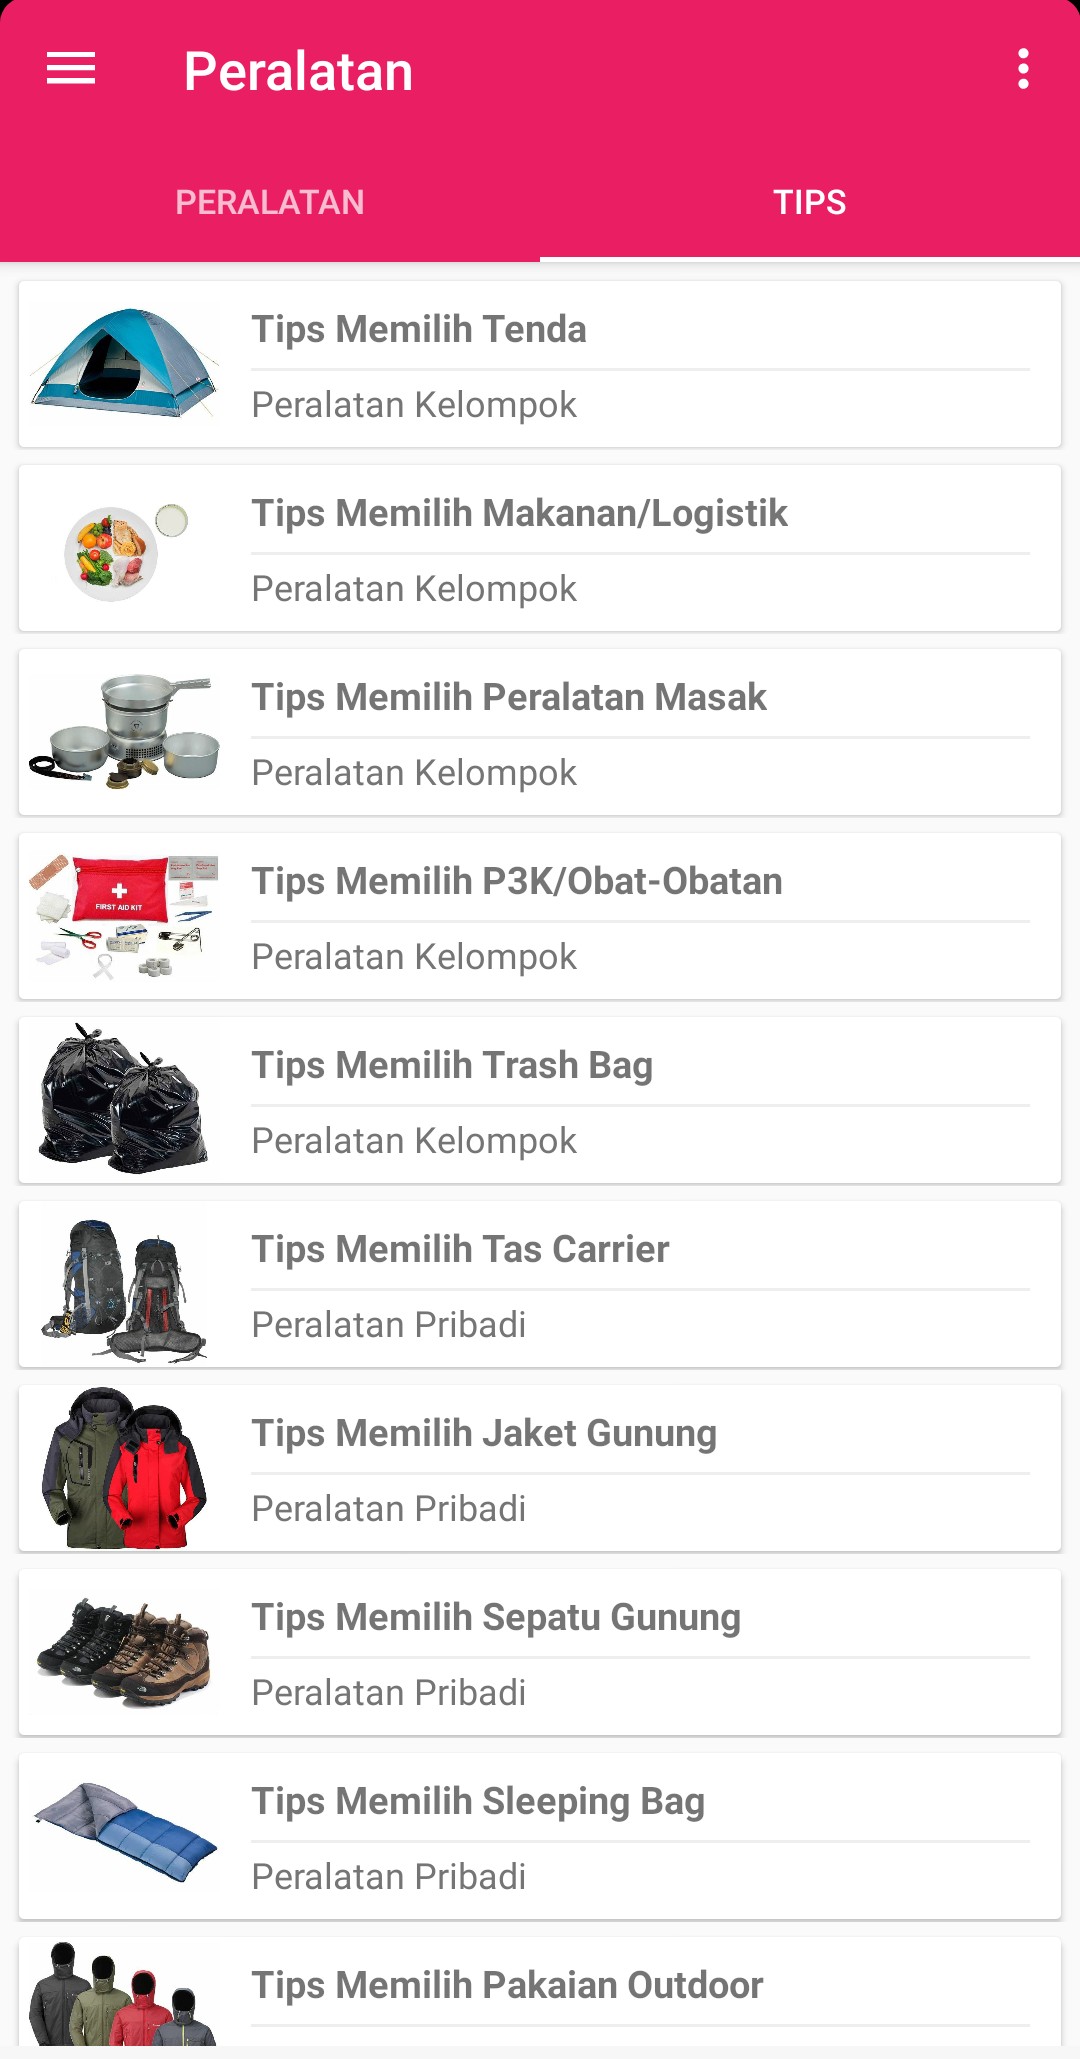 Peralatan
PERALATAN
TIPS
Tips Memilih Tenda
Peralatan Kelompok
Tips Memilih Makanan/Logistik
Peralatan Kelompok
Tips Memilih Peralatan Masak
Peralatan Kelompok
FIRST AID KIT
Tips Memilih P3K/Obat-Obatan
Peralatan Kelompok
Tips Memilih Trash Bag
Peralatan Kelompok
Tips Memilih Tas Carrier
Peralatan Pribadi
Tips Memilih Jaket Gunung
Peralatan Pribadi
Tips Memilih Sepatu Gunung
Peralatan Pribadi
Tips Memilih Sleeping Bag
Peralatan Pribadi
Tips Memilih Pakaian Outdoor